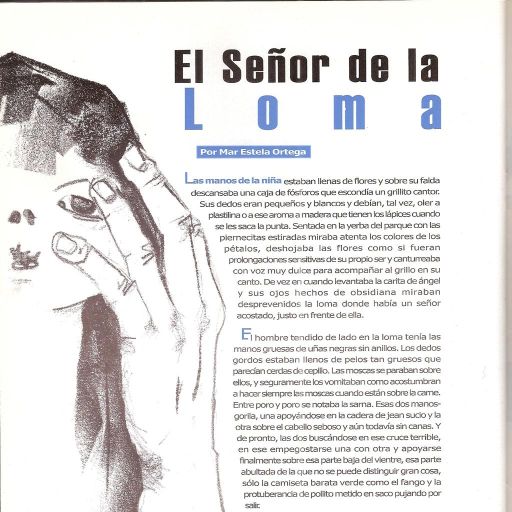 El Señor de la
Loma
Por Mar Estela Ortega
Las manos de la niña estaban llenas de flores y sobre su falda
descansaba una caja de fósforos que escondía un grillito cantor.
Sus dedos eran pequeños y blancos y debían, tal vez, oler a
plastilina o a ese aroma a madera que tienen los lápices cuando
se les saca la punta. Sentada en la yerba del parque con las
piernecitas estiradas miraba atenta los colores de los
pétalos, deshojaba las flores como si fueran
prolongaciones sensitivas de su propio ser y cantureaba
con voz muy dulce para acompañar al grillo en su
canto. De vez en cuando levantaba la carita de ángel
y sus ojos hechos de obsidiana miraban
desprevenidos la loma donde había un señor
acostado, justo en frente de ella.
El hombre tendido de lado en la loma tenía las
manos gruesas de uñas negras sin anillos. Los dedos
gordos estaban llenos de pelos tan gruesos que
parecían cerdas de cepillo. Las moscas se paraban sobre
ellos, y seguramente los vomitaban como acostumbran
a hacer siempre las moscas cuando están sobre la carne.
Entre poro y poro se notaba la sarna. Esas dos manos-
gorila, una apoyándose en la cadera de jean sucio y la
otra sobre el cabello seboso y aún todavía sin canas. Y
de pronto, las dos buscándose en ese cruce terrible,
en ese empegostarse una con otra y apoyarse
finalmente sobre esa parte baja del vientre, esa parte
abultada de la que no se puede distinguir gran cosa,
sólo la camiseta barata verde como el fango y la
protuberancia de pollito metido en saco pujando por
salir.